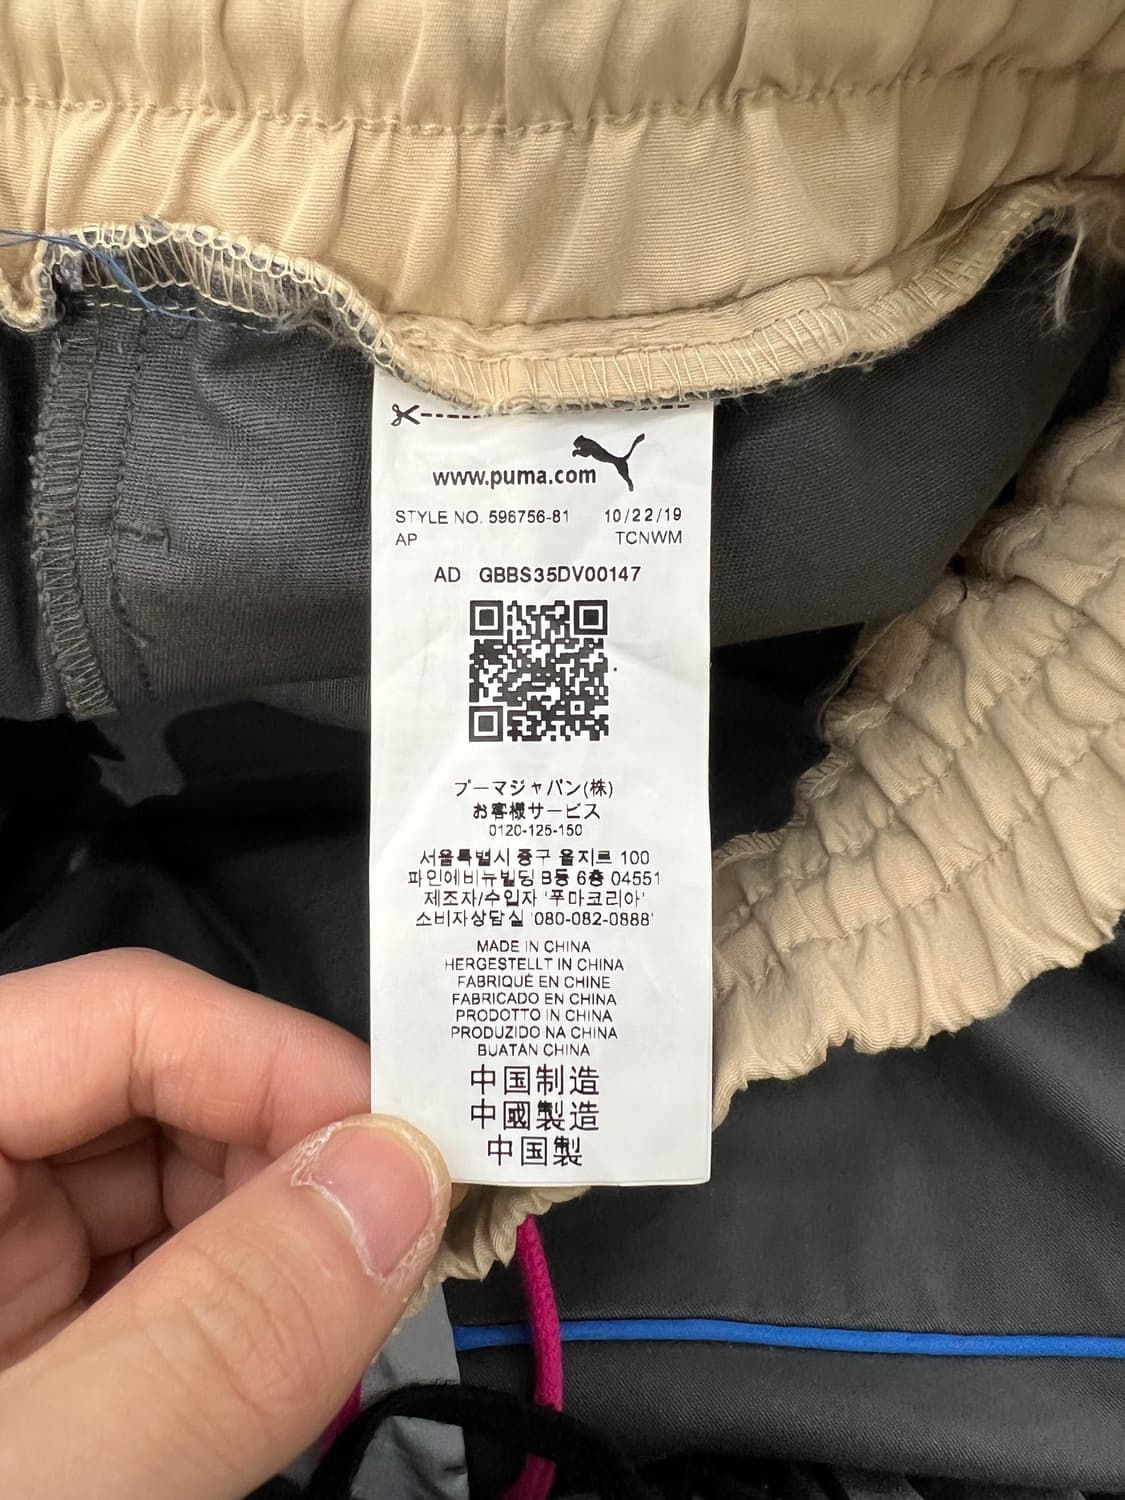 www.puma.com
STYLE NO. 596756-81 10/22/19
AP TCNWM
AD GBBS35DV00147
プーマジャパン(株)
お客様サービス
0120-125-150
서울특별시 중구 을지르 100
파인에비뉴빌딩 B동 6층 04551
제조자/수입자 '푸마코리아'
소비자상담실 '080-082-0888'
MADE IN CHINA
HERGESTELLT IN CHINA
FABRIQUÉ EN CHINE
FABRICADO EN CHINA
PRODOTTO IN CHINA
PRODUZIDO NA CHINA
BUATAN CHINA
中国制造
中國製造
中国製